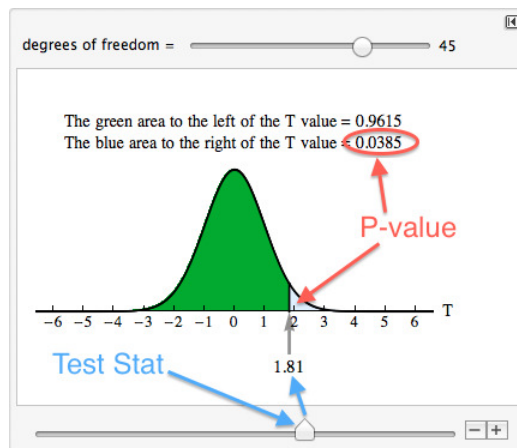 degrees of freedom = 45
The green area to the left of the T value = 0.9615
The blue area to the right of the T value = 0.0385
P-value
T
−6 −5 −4 −3 −2 −1 0 1 2 3 4 5 6
Test Stat
1.81